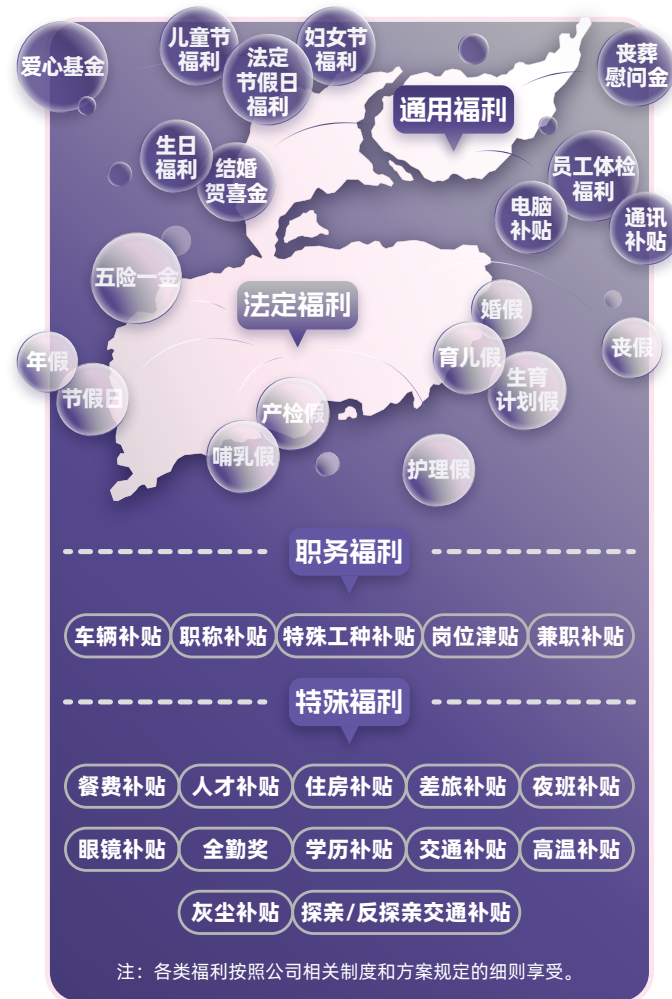 爱心基金
儿童节
福利
法定
节假日
福利
妇女节
福利
丧葬
慰问金
通用福利
生日
福利
结婚
贺喜金
员工体检
福利
电脑
补贴
通讯
补贴
五险一金
法定福利
婚假
年假
节假日
育儿假
生育
计划假
丧假
产检假
哺乳假
护理假
职务福利
车辆补贴
职称补贴
特殊工种补贴
岗位津贴
兼职补贴
特殊福利
餐费补贴
人才补贴
住房补贴
差旅补贴
夜班补贴
眼镜补贴
全勤奖
学历补贴
交通补贴
高温补贴
灰尘补贴
探亲/反探亲交通补贴
注：各类福利按照公司相关制度和方案规定的细则享受。